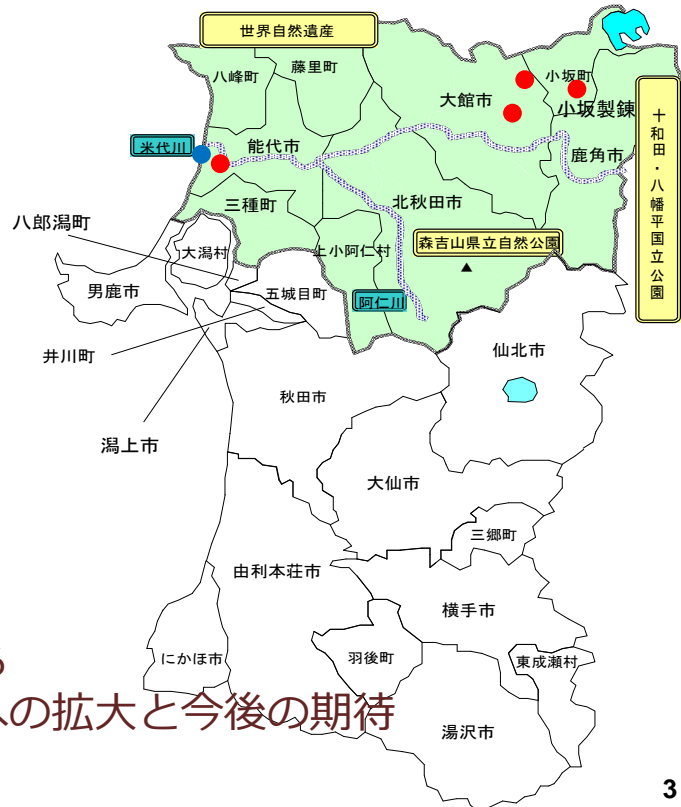 世界自然遺産
八峰町
藤里町
小坂町
大館市
小坂製錬
十和田・八幡平国立公園
米代川
能代市
鹿角市
三種町
北秋田市
八郎潟町
大潟村
上小阿仁村
森吉山県立自然公園
男鹿市
五城目町
阿仁川
井川町
仙北市
秋田市
潟上市
大仙市
三郷町
由利本荘市
横手市
にかほ市
羽後町
東成瀬村
の拡大と今後の期待
湯沢市
3